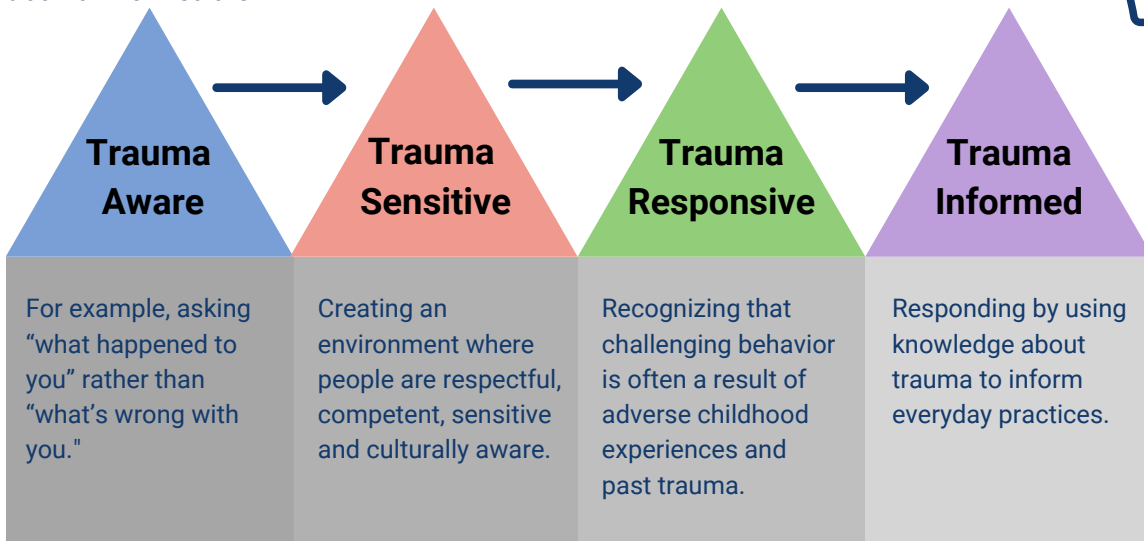 Trauma
Aware
Trauma
Sensitive
Trauma
Responsive
Trauma
Informed
For example, asking
“what happened to
you” rather than
“what’s wrong with
you."
Creating an
environment where
people are respectful,
competent, sensitive
and culturally aware.
Recognizing that
challenging behavior
is often a result of
adverse childhood
experiences and
past trauma.
Responding by using
knowledge about
trauma to inform
everyday practices.